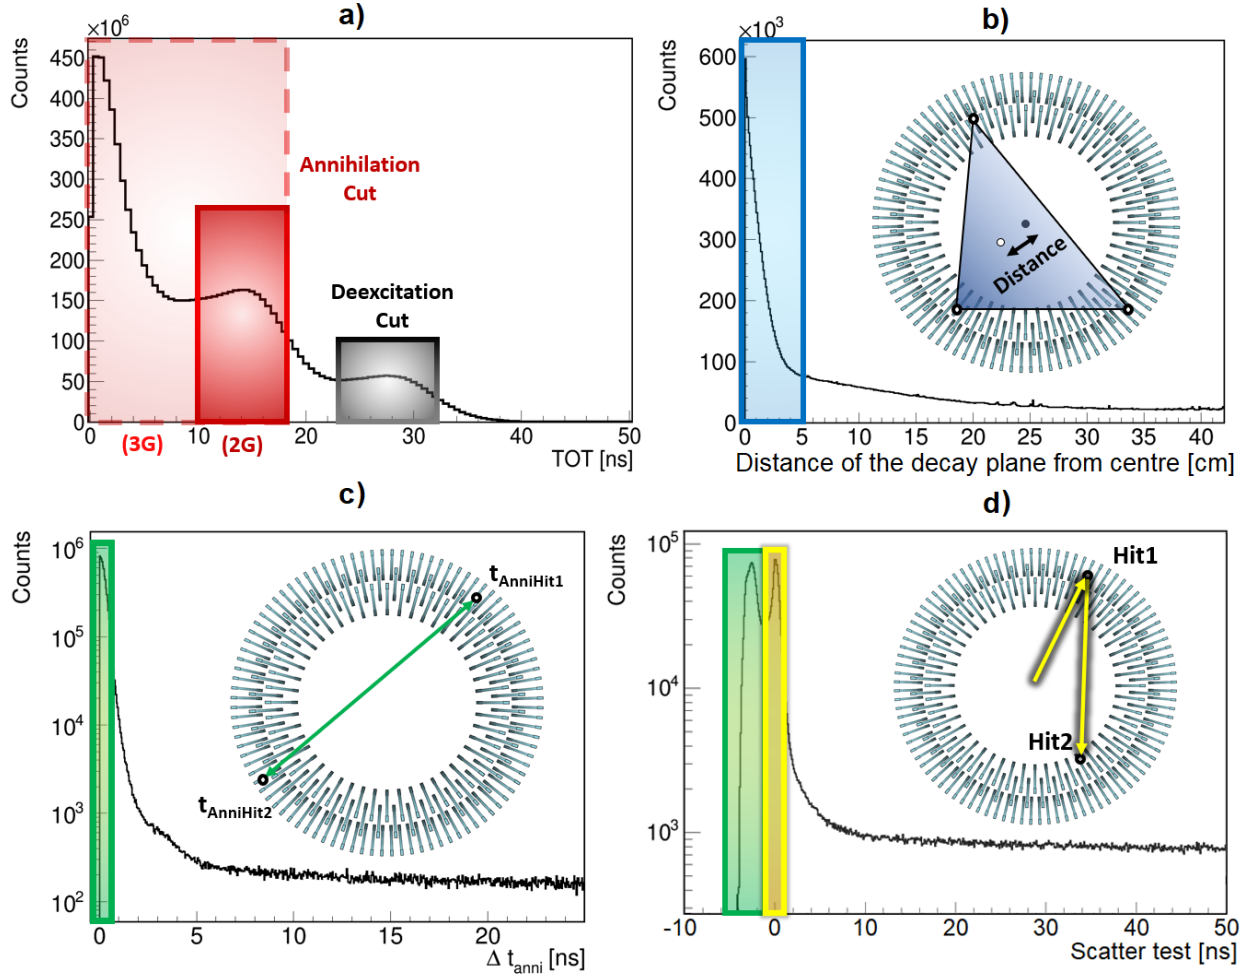 a)
×10⁶
Counts
450
400
350
300
250
200
150
100
50
0
0
10
20
30
40
50
(3G)
(2G)
TOT [ns]
Annihilation
Cut
Deexcitation
Cut
b)
×10³
Counts
600
500
400
300
200
100
0
0
5
10
15
20
25
30
35
40
Distance of the decay plane from centre [cm]
Distance
c)
Counts
10⁶
10⁵
10⁴
10³
10²
0
5
10
15
20
Δ t_anni [ns]
t_AnniHit1
t_AnniHit2
d)
Counts
10⁵
10⁴
10³
-10
0
10
20
30
40
50
Scatter test [ns]
Hit1
Hit2